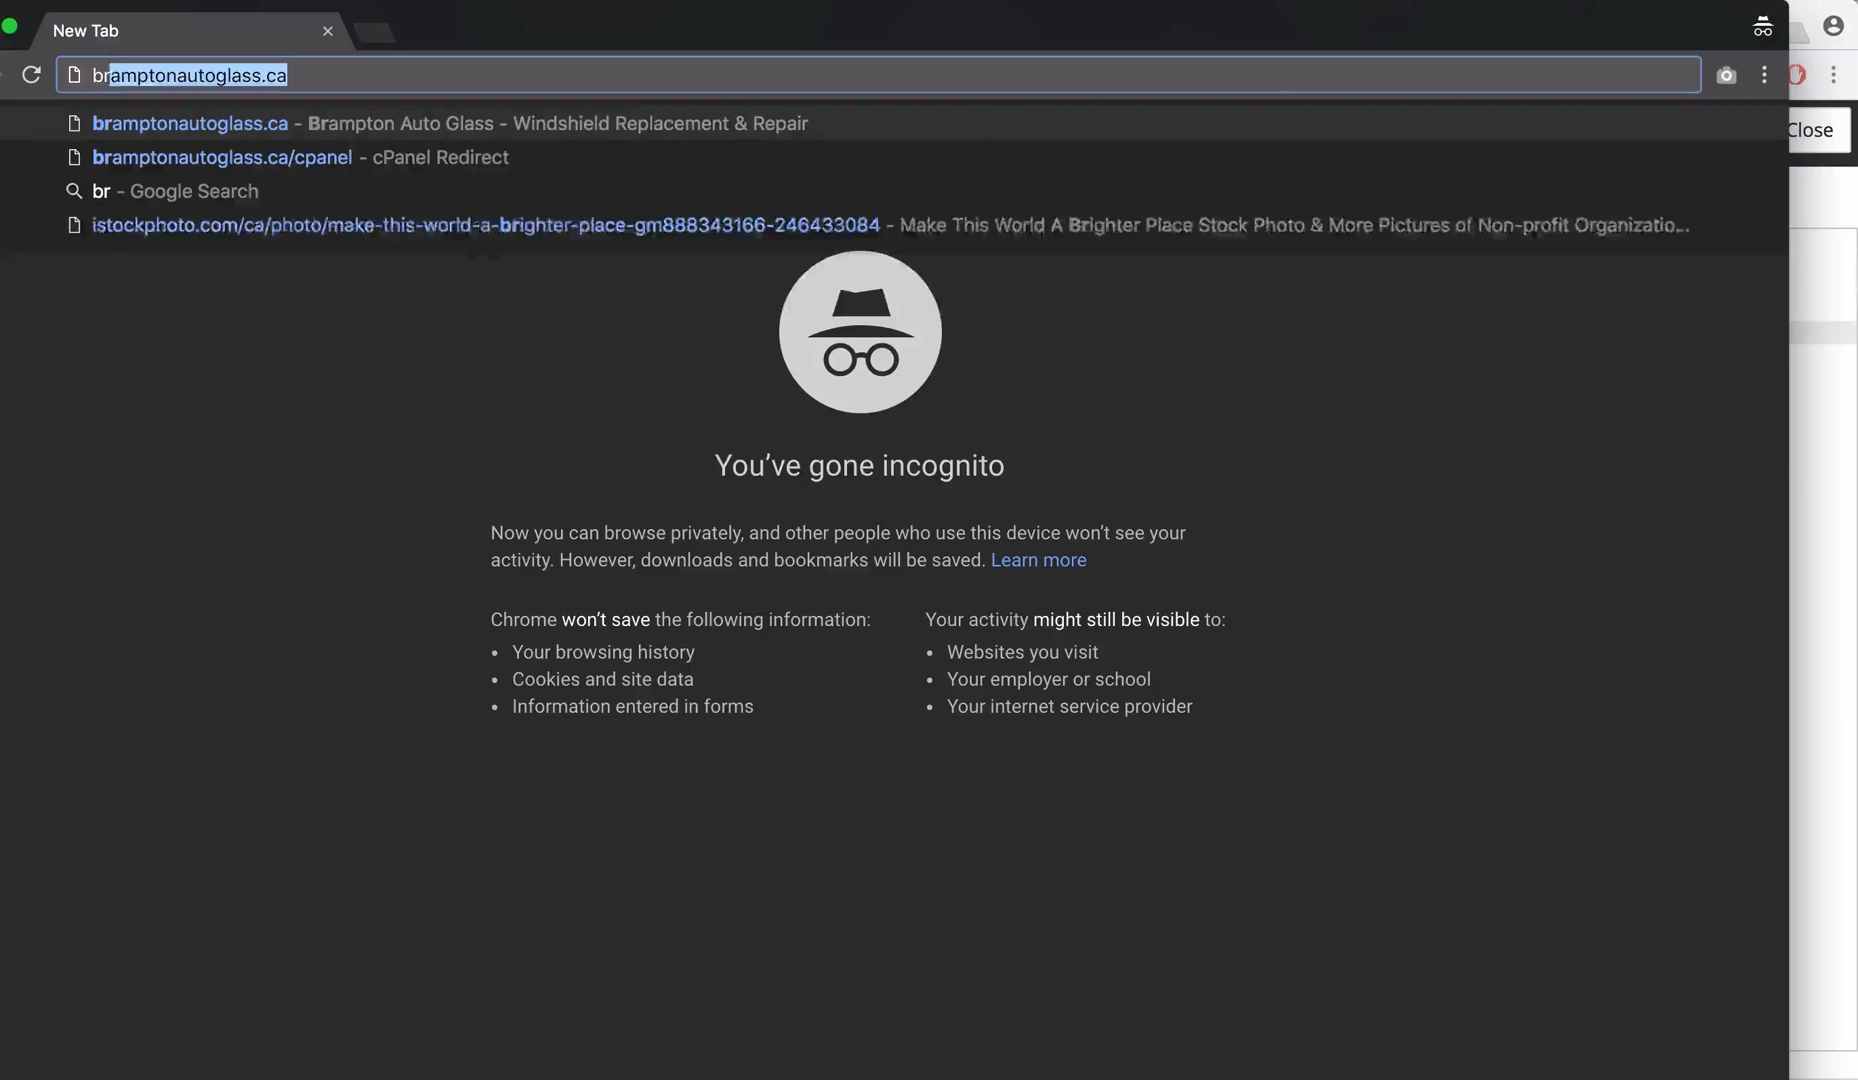 New Tab
bramptonautoglass.ca
bramptonautoglass.ca - Brampton Auto Glass - Windshield Replacement & Repair
bramptonautoglass.ca/cpanel - cPanel Redirect
Close
br - Google Search
istockphoto.com/ca/photo/make-this-world-a-brighter-place-gm888343166-246433084 - Make This World A Brighter Place Stock Photo & More Pictures of Non-profit Organizatio...
You've gone incognito
Now you can browse privately, and other people who use this device won't see your
activity. However, downloads and bookmarks will be saved. Learn more
Chrome won't save the following information:
• Your browsing history
• Cookies and site data
• Information entered in forms
Your activity might still be visible to:
• Websites you visit
• Your employer or school
• Your internet service provider